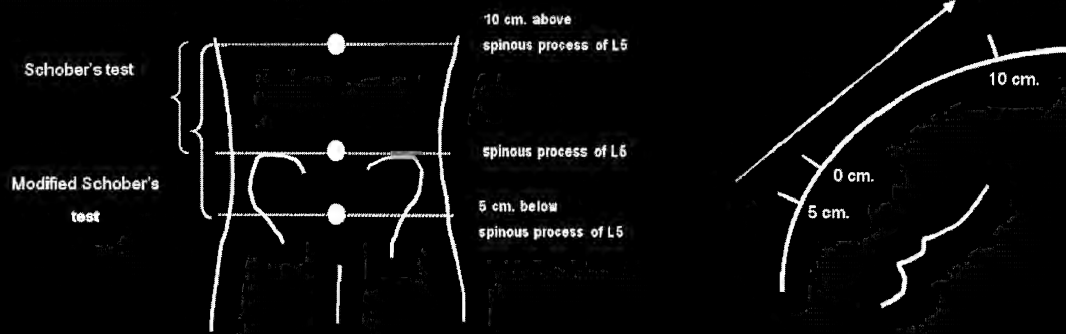 10 cm. above
spinous process of L5
Schober's test
spinous process of L5
Modified Schober's
test
5 cm. below
spinous process of L5
10 cm.
0 cm.
5 cm.